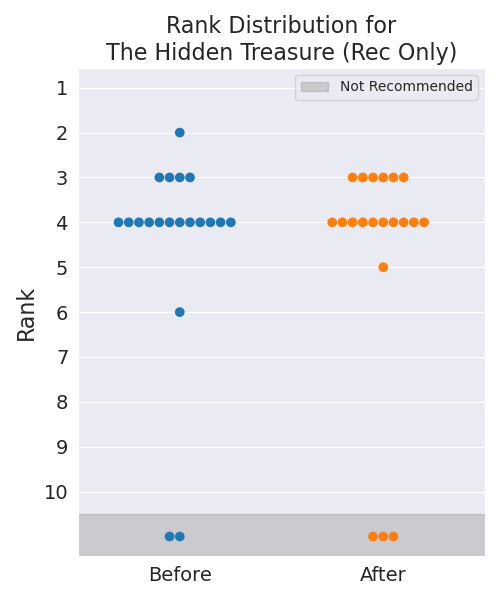 Rank Distribution for
The Hidden Treasure (Rec Only)
Not Recommended
Rank
1
2
3
4
5
6
7
8
9
10
Before After